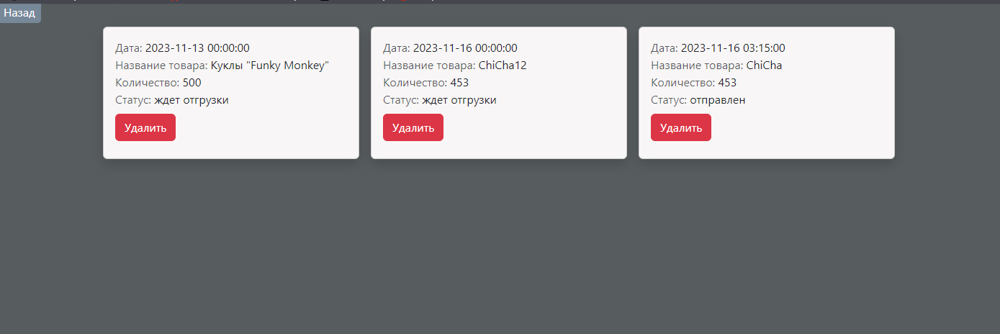 Назад
Дата: 2023-11-13 00:00:00
Название товара: Куклы "Funky Monkey"
Количество: 500
Статус: ждет отгрузки
Удалить
Дата: 2023-11-16 00:00:00
Название товара: ChiCha12
Количество: 453
Статус: ждет отгрузки
Удалить
Дата: 2023-11-16 03:15:00
Название товара: ChiCha
Количество: 453
Статус: отправлен
Удалить